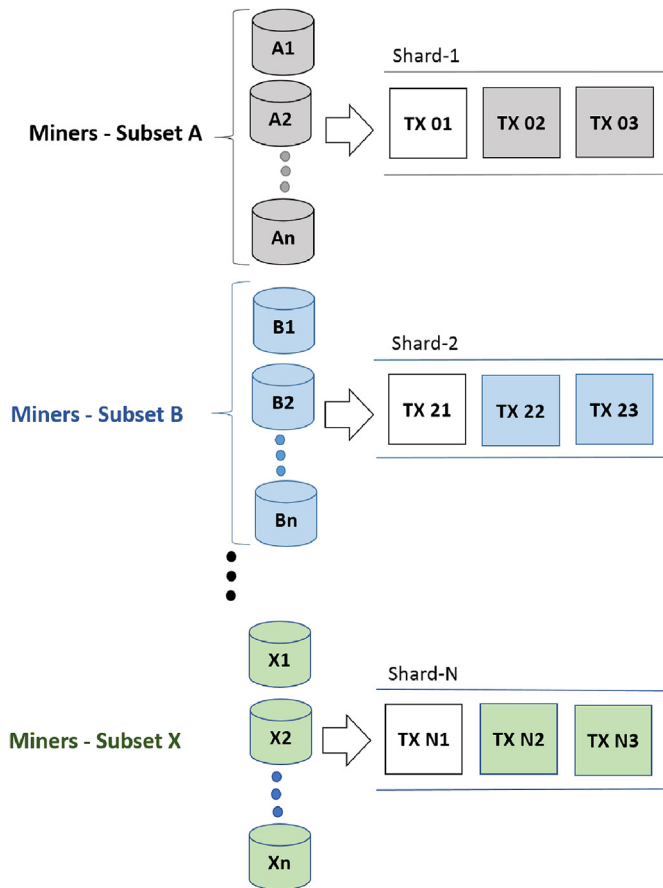 A1
Shard-1
Miners - Subset A
A2
TX 01
TX 02
TX 03
An
B1
Shard-2
Miners - Subset B
B2
TX 21
TX 22
TX 23
Bn
X1
Shard-N
Miners - Subset X
X2
TX N1
TX N2
TX N3
Xn